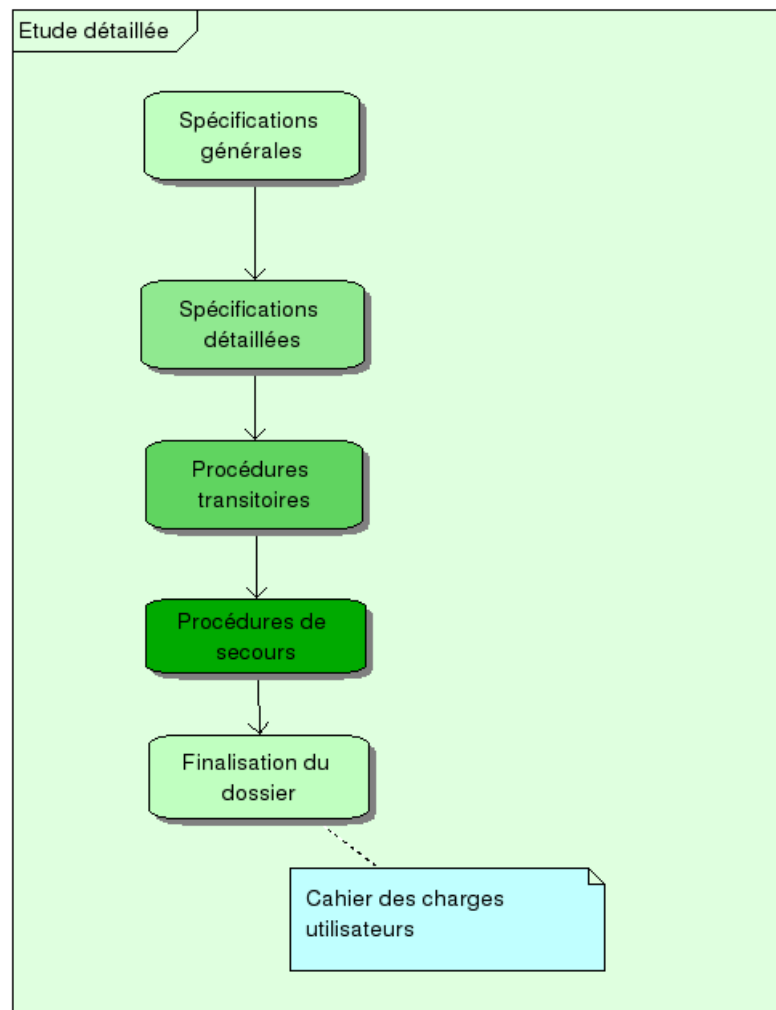 Etude détaillée
Spécifications
générales
Spécifications
détaillées
Procédures
transitoires
Procédures de
secours
Finalisation du
dossier
Cahier des charges
utilisateurs